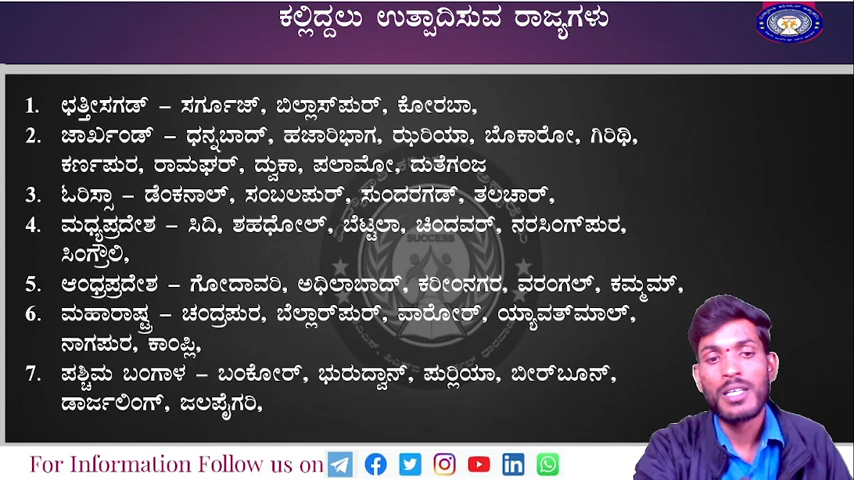 ಕಲ್ಲಿದ್ದಲು ಉತ್ಪಾದಿಸುವ ರಾಜ್ಯಗಳು
1. ಛತ್ತೀಸಗಡ್ – ಸರ್ಗೂಜ್, ಬಿಲ್ಲಾಸ್‌ಪುರ್, ಕೋರಬಾ,
2. ಜಾರ್ಖಂಡ್ – ಧನ್ನಬಾದ್, ಹಜಾರಿಭಾಗ, ಝರಿಯಾ, ಬೊಕಾರೋ, ಗಿರಿಥಿ,
ಕರ್ಣಪುರ, ರಾಮಘರ್, ದ್ವುಕಾ, ಪಲಾಮೋ, ದುತೆಗಂಜ
3. ಓರಿಸ್ಸಾ – ಡೆಂಕನಾಲ್, ಸಂಬಲಪುರ್, ಸುಂದರಗಡ್, ತಲಚಾರ್,
4. ಮಧ್ಯಪ್ರದೇಶ – ಸಿದಿ, ಶಹಧೋಲ್, ಬೆಟ್ಟಲಾ, ಚಿಂದವರ್, ನರಸಿಂಗ್‌ಪುರ,
ಸಿಂಗ್ರೌಲಿ,
5. ಆಂಧ್ರಪ್ರದೇಶ – ಗೋದಾವರಿ, ಅಧಿಲಾಬಾದ್, ಕರೀಂನಗರ, ವರಂಗಲ್, ಕಮ್ಮಮ್,
6. ಮಹಾರಾಷ್ಟ್ರ – ಚಂದ್ರಪುರ, ಬೆಲ್ಲಾರ್‌ಪುರ್, ವಾರೋರ್, ಯ್ಯಾವತ್‌ಮಾಲ್,
ನಾಗಪುರ, ಕಾಂಪ್ಲಿ,
7. ಪಶ್ಚಿಮ ಬಂಗಾಳ – ಬಂಕೋರ್, ಭುರುದ್ವಾನ್, ಪುರ್‍ಲಿಯಾ, ಬೀರ್‌ಬೂನ್,
ಡಾರ್ಜಲಿಂಗ್, ಜಲಪೈಗರಿ,
SUCCESS
For Information Follow us on